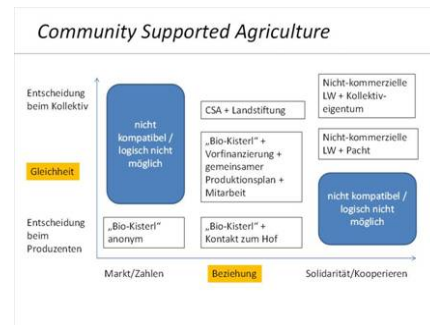 Community Supported Agriculture
Entscheidung
beim Kollektiv
nicht
kompatibel /
logisch nicht
möglich
CSA + Landstiftung
Nicht-kommerzielle
LW + Kollektiv-
eigentum
„Bio-Kisterl“ +
Vorfinanzierung +
gemeinsamer
Produktionsplan +
Mitarbeit
Nicht-kommerzielle
LW + Pacht
Gleichheit
nicht kompatibel /
logisch nicht
möglich
Entscheidung
beim
Produzenten
„Bio-Kisterl“
anonym
„Bio-Kisterl“ +
Kontakt zum Hof
Markt/Zahlen
Beziehung
Solidarität/Kooperieren